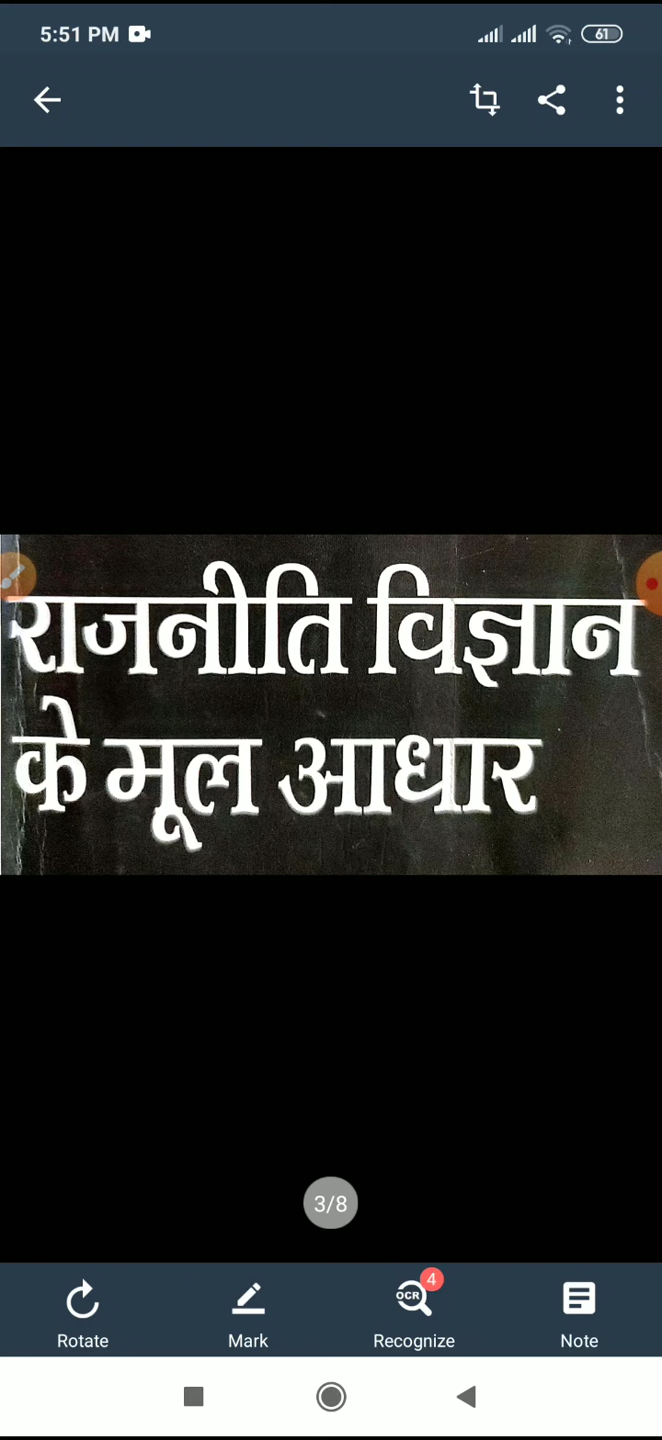 5:51 PM 61
राजनीति विज्ञान
के मूल आधार
3/8
4
OCR
Rotate Mark Recognize Note